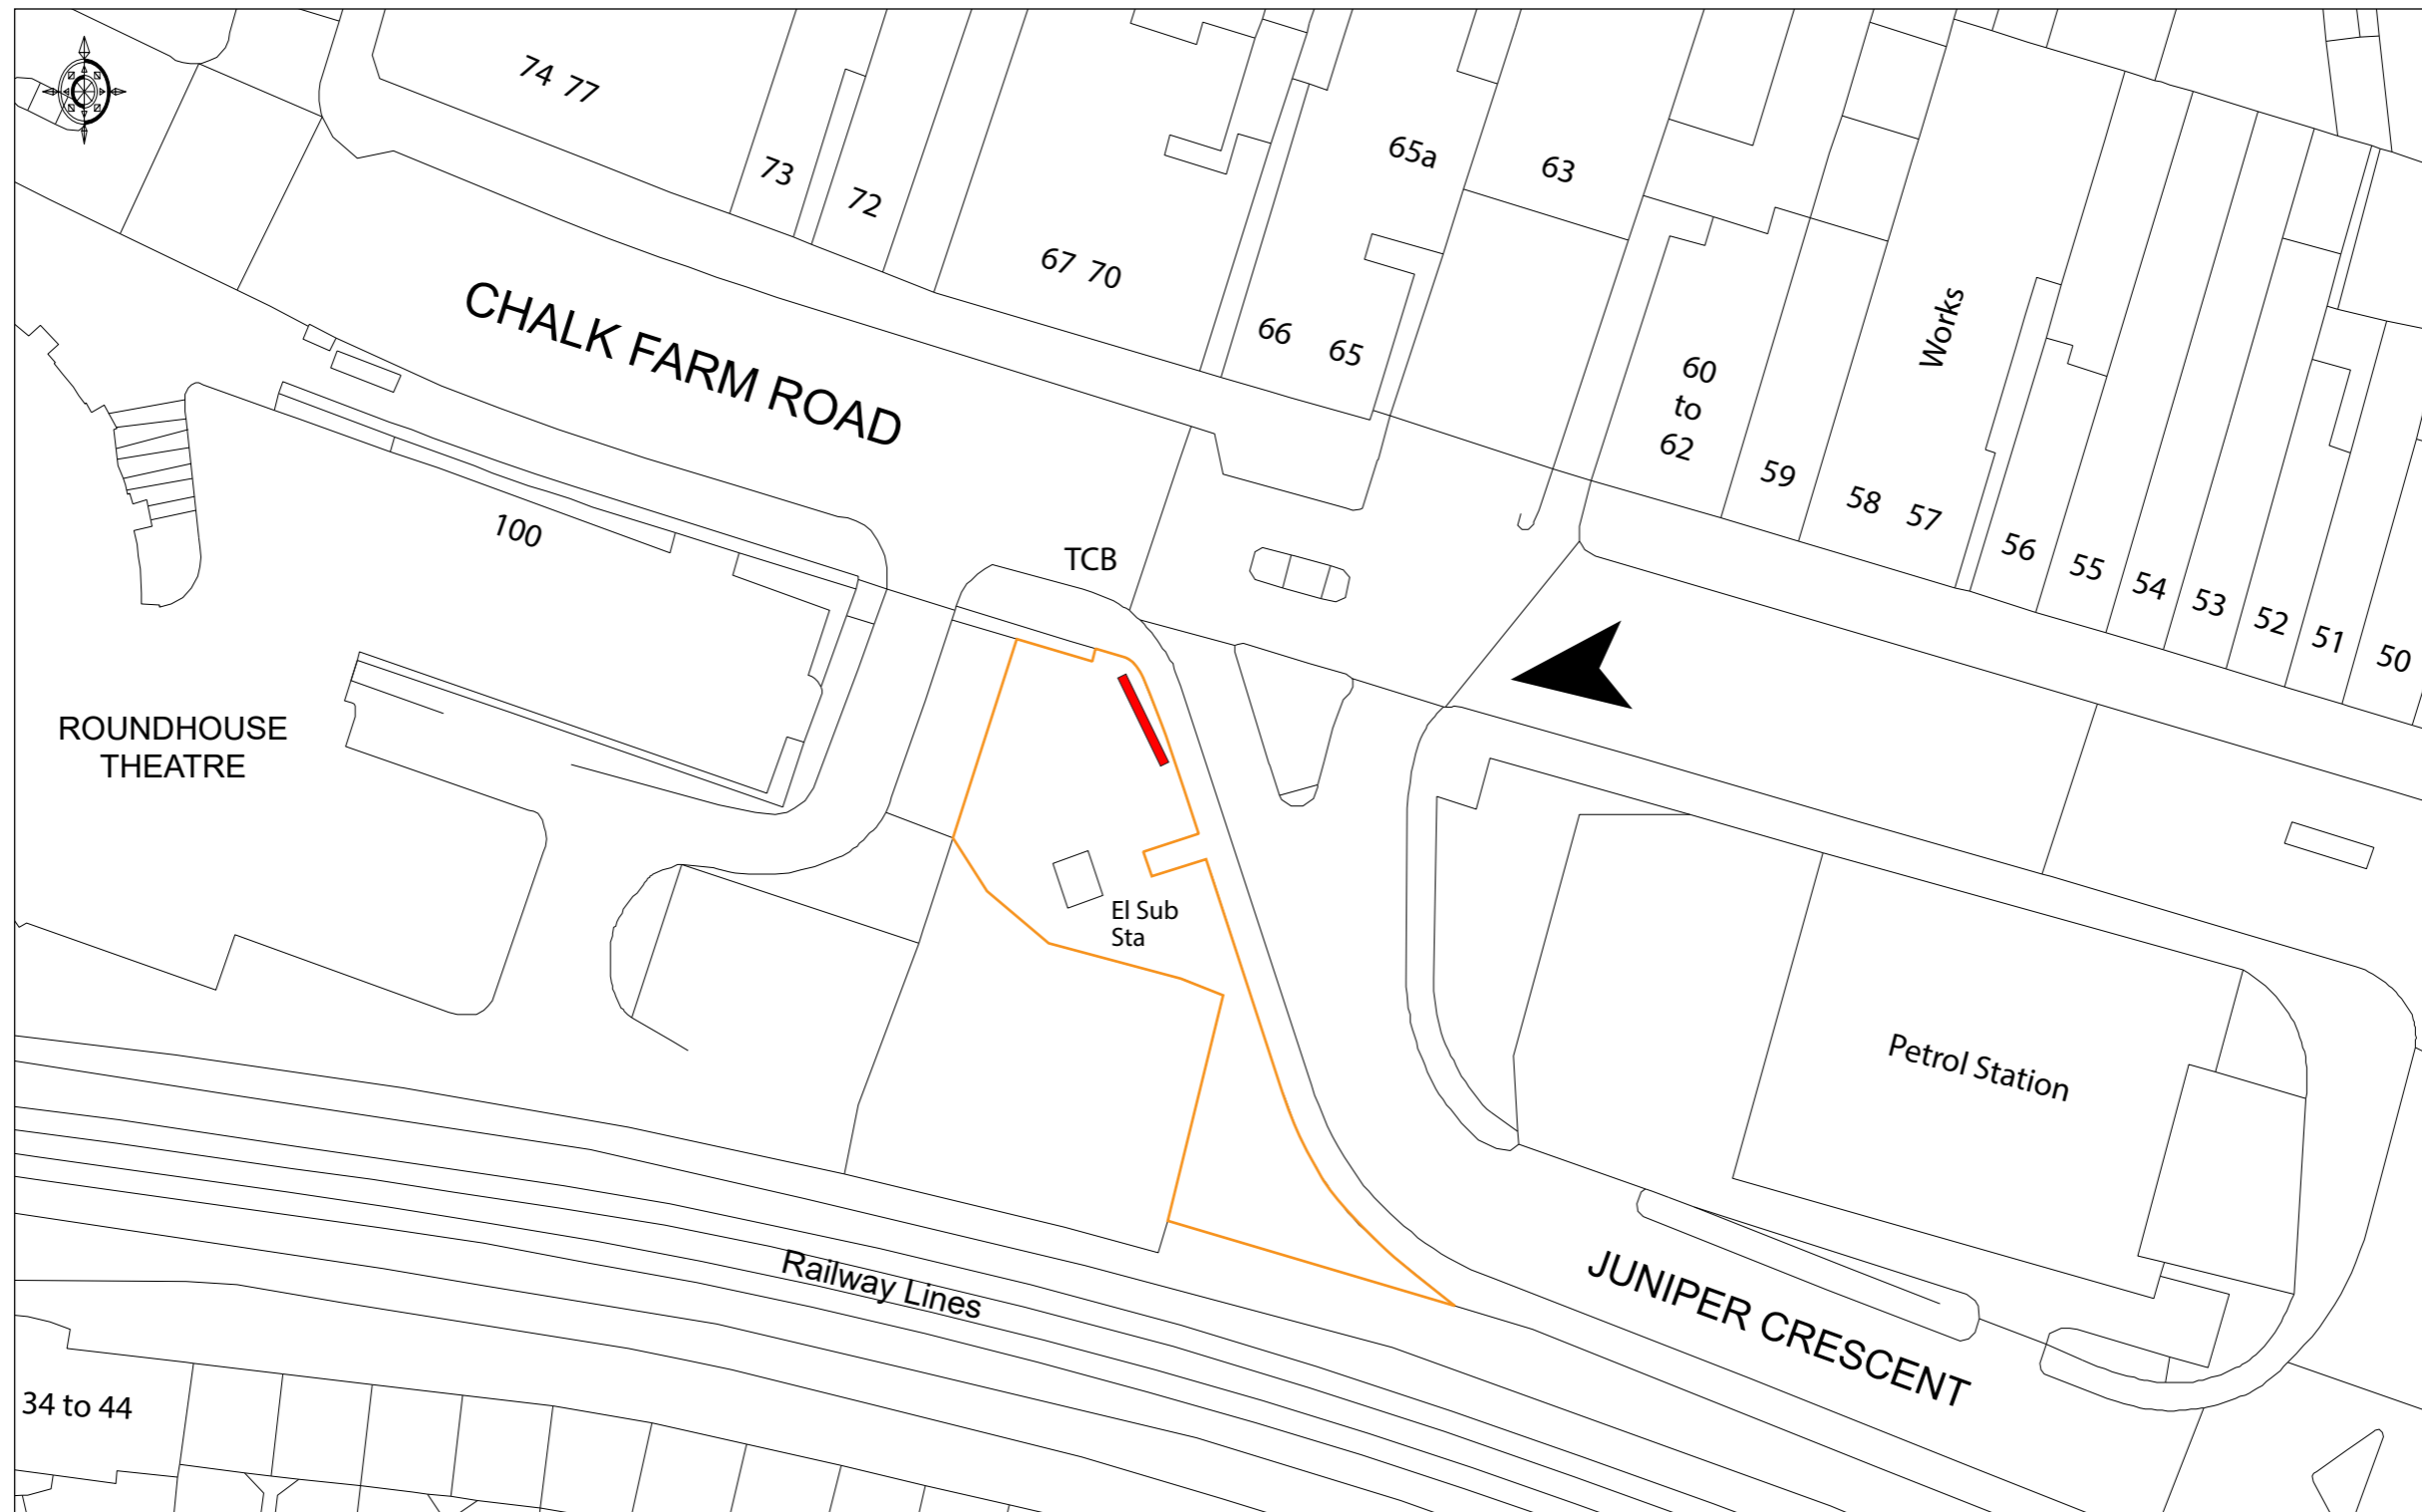 74 77
73
72
67 70
65a
63
66
65
CHALK FARM ROAD
Works
60
to
62
59
58
57
56
55
54
53
52
51
50
100
TCB
ROUNDHOUSE
THEATRE
El Sub
Sta
Petrol Station
Railway Lines
JUNIPER CRESCENT
34 to 44